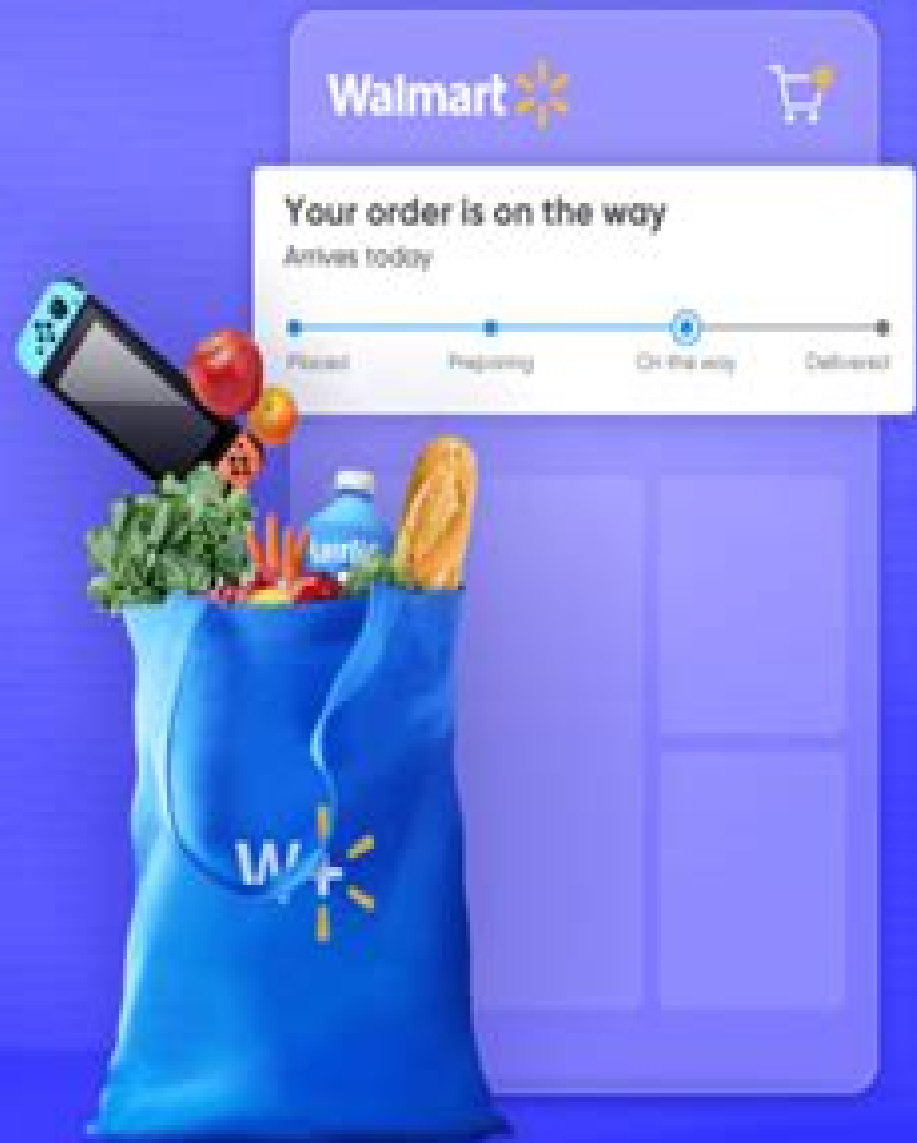 Walmart
Your order is on the way
Arrives today
Placed
Preparing
On the way
Delivered
W+